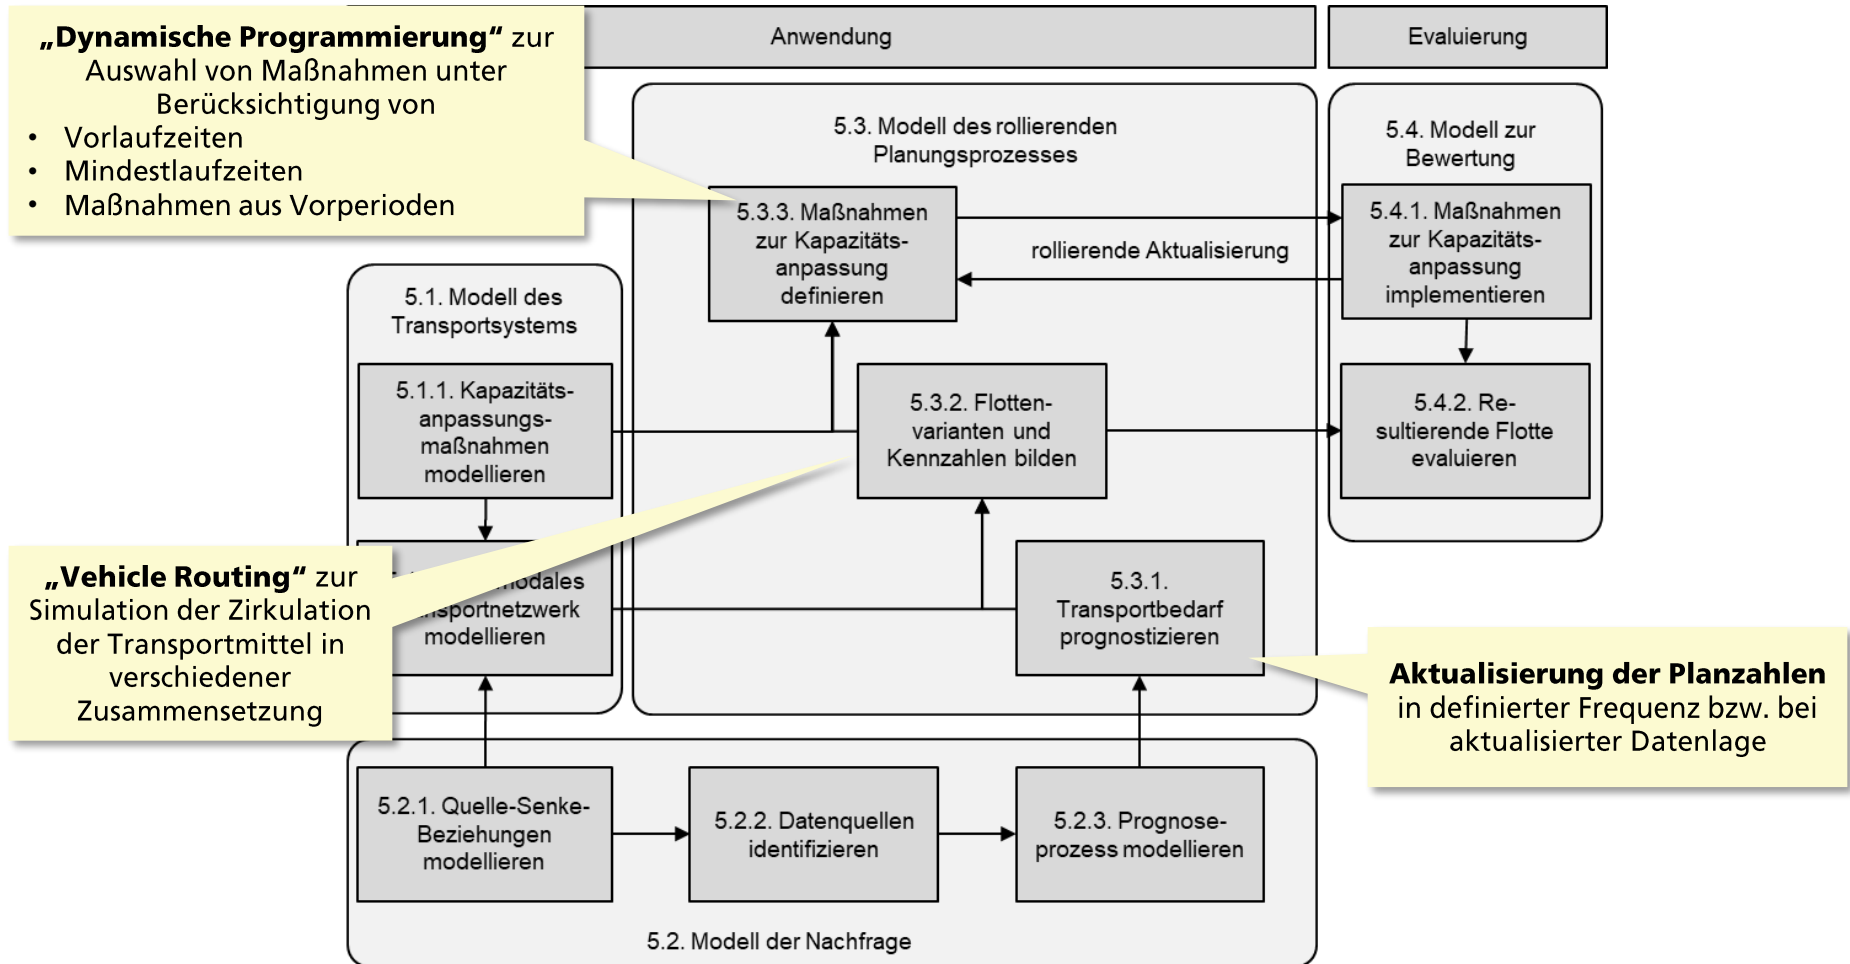 „Dynamische Programmierung“ zur
Auswahl von Maßnahmen unter
Berücksichtigung von
• Vorlaufzeiten
• Mindestlaufzeiten
• Maßnahmen aus Vorperioden
Anwendung
Evaluierung
5.3. Modell des rollierenden
Planungsprozesses
5.4. Modell zur
Bewertung
5.3.3. Maßnahmen
zur Kapazitäts-
anpassung
definieren
rollierende Aktualisierung
5.4.1. Maßnahmen
zur Kapazitäts-
anpassung
implementieren
5.1. Modell des
Transportsystems
5.1.1. Kapazitäts-
anpassungs-
maßnahmen
modellieren
5.3.2. Flotten-
varianten und
Kennzahlen bilden
5.4.2. Re-
sultierende Flotte
evaluieren
„Vehicle Routing“ zur
Simulation der Zirkulation
der Transportmittel in
verschiedener
Zusammensetzung
modellieren
5.3.1.
Transportbedarf
prognostizieren
Aktualisierung der Planzahlen
in definierter Frequenz bzw. bei
aktualisierter Datenlage
5.2.1. Quelle-Senke-
Beziehungen
modellieren
5.2.2. Datenquellen
identifizieren
5.2.3. Prognose-
prozess modellieren
5.2. Modell der Nachfrage